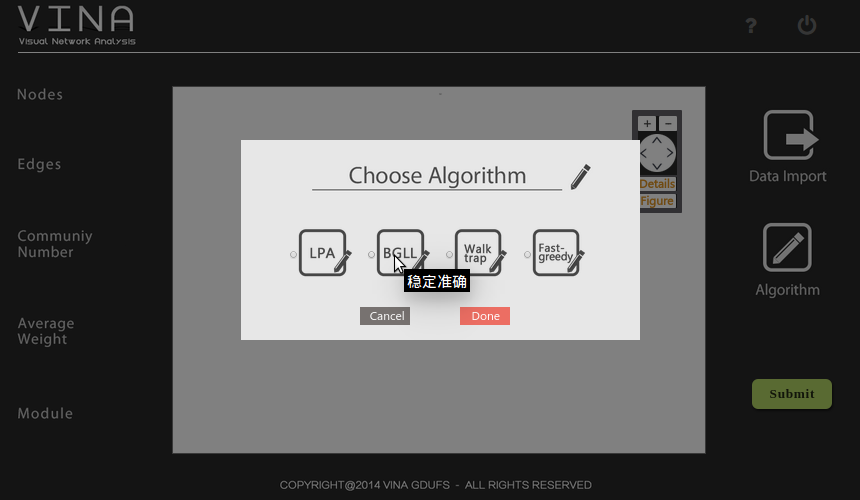 VINA
Visual Network Analysis
?
Nodes
Edges
Communiy
Number
Average
Weight
Module
Choose Algorithm
LPA
BGLL
Walk
trap
Fast-
greedy
稳定准确
Cancel
Done
+ −
Details
Figure
Data Import
Algorithm
Submit
COPYRIGHT@2014 VINA GDUFS - ALL RIGHTS RESERVED